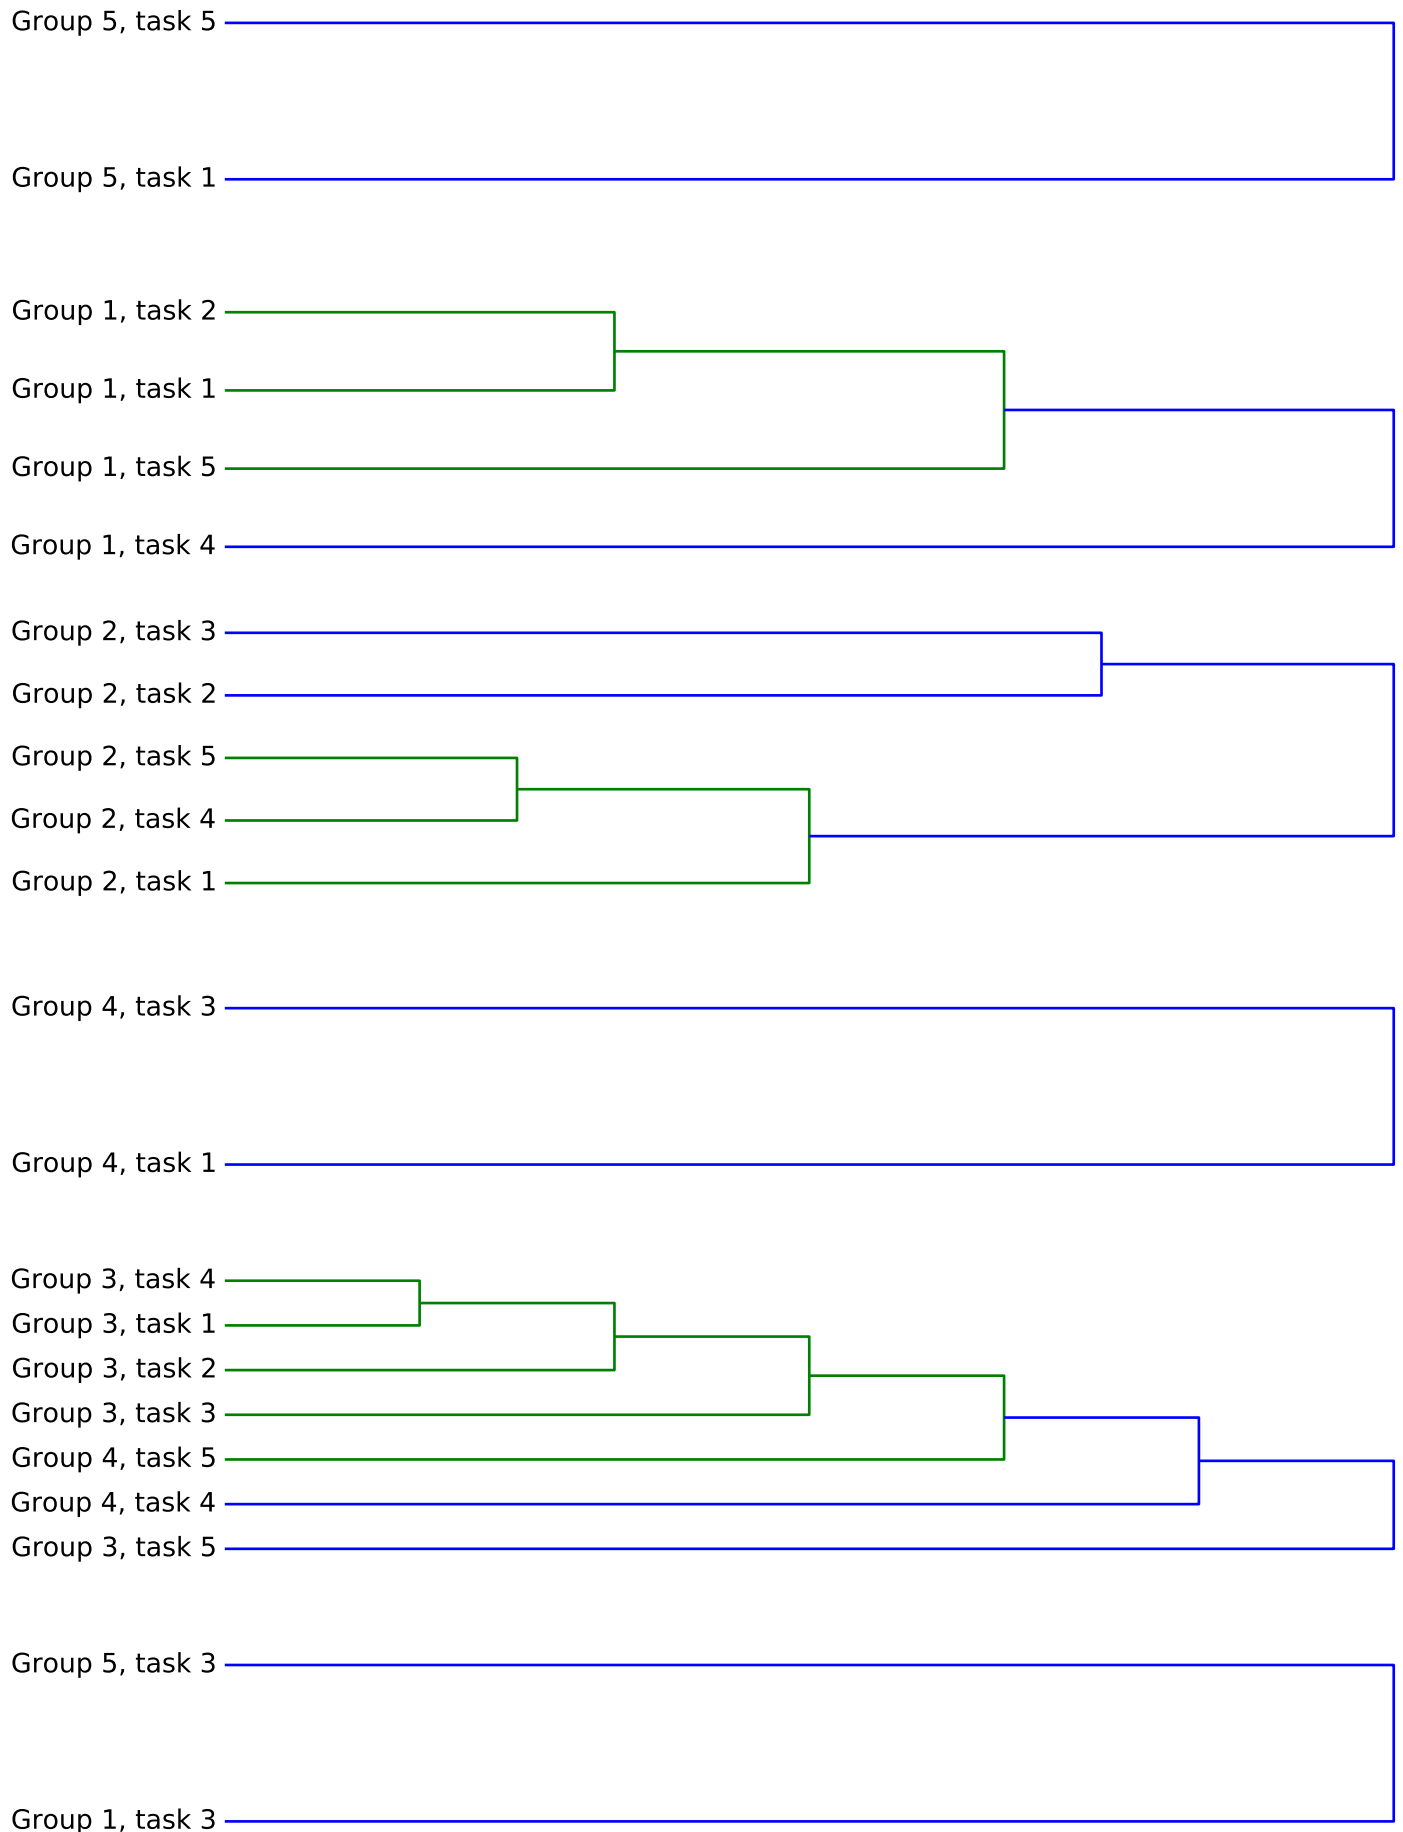 Group 5, task 5
Group 5, task 1
Group 1, task 2
Group 1, task 1
Group 1, task 5
Group 1, task 4
Group 2, task 3
Group 2, task 2
Group 2, task 5
Group 2, task 4
Group 2, task 1
Group 4, task 3
Group 4, task 1
Group 3, task 4
Group 3, task 1
Group 3, task 2
Group 3, task 3
Group 4, task 5
Group 4, task 4
Group 3, task 5
Group 5, task 3
Group 1, task 3